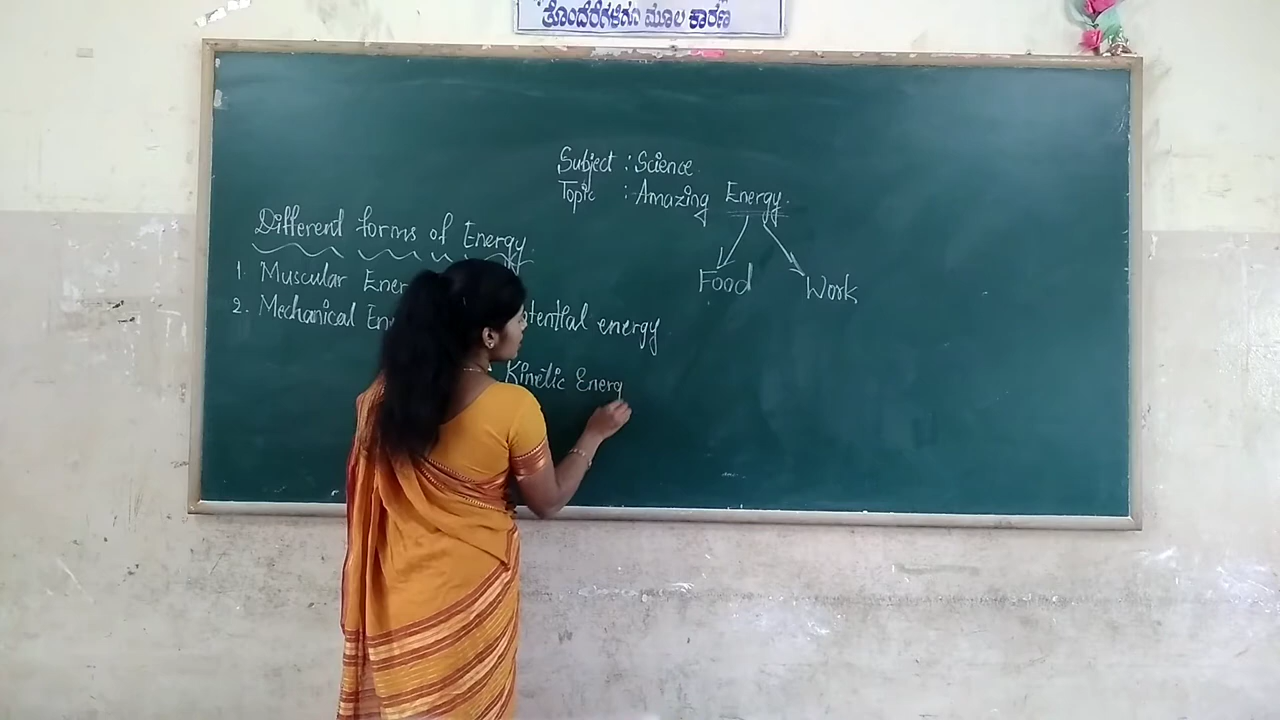 ತೊಂದರೆಗಳಿಗೂ ಮೂಲ ಕಾರಣ
Subject : Science
Topic : Amazing Energy.
Food Work
Different forms of Energy.
1. Muscular Ener
2. Mechanical En otential energy
Kinetic Energ